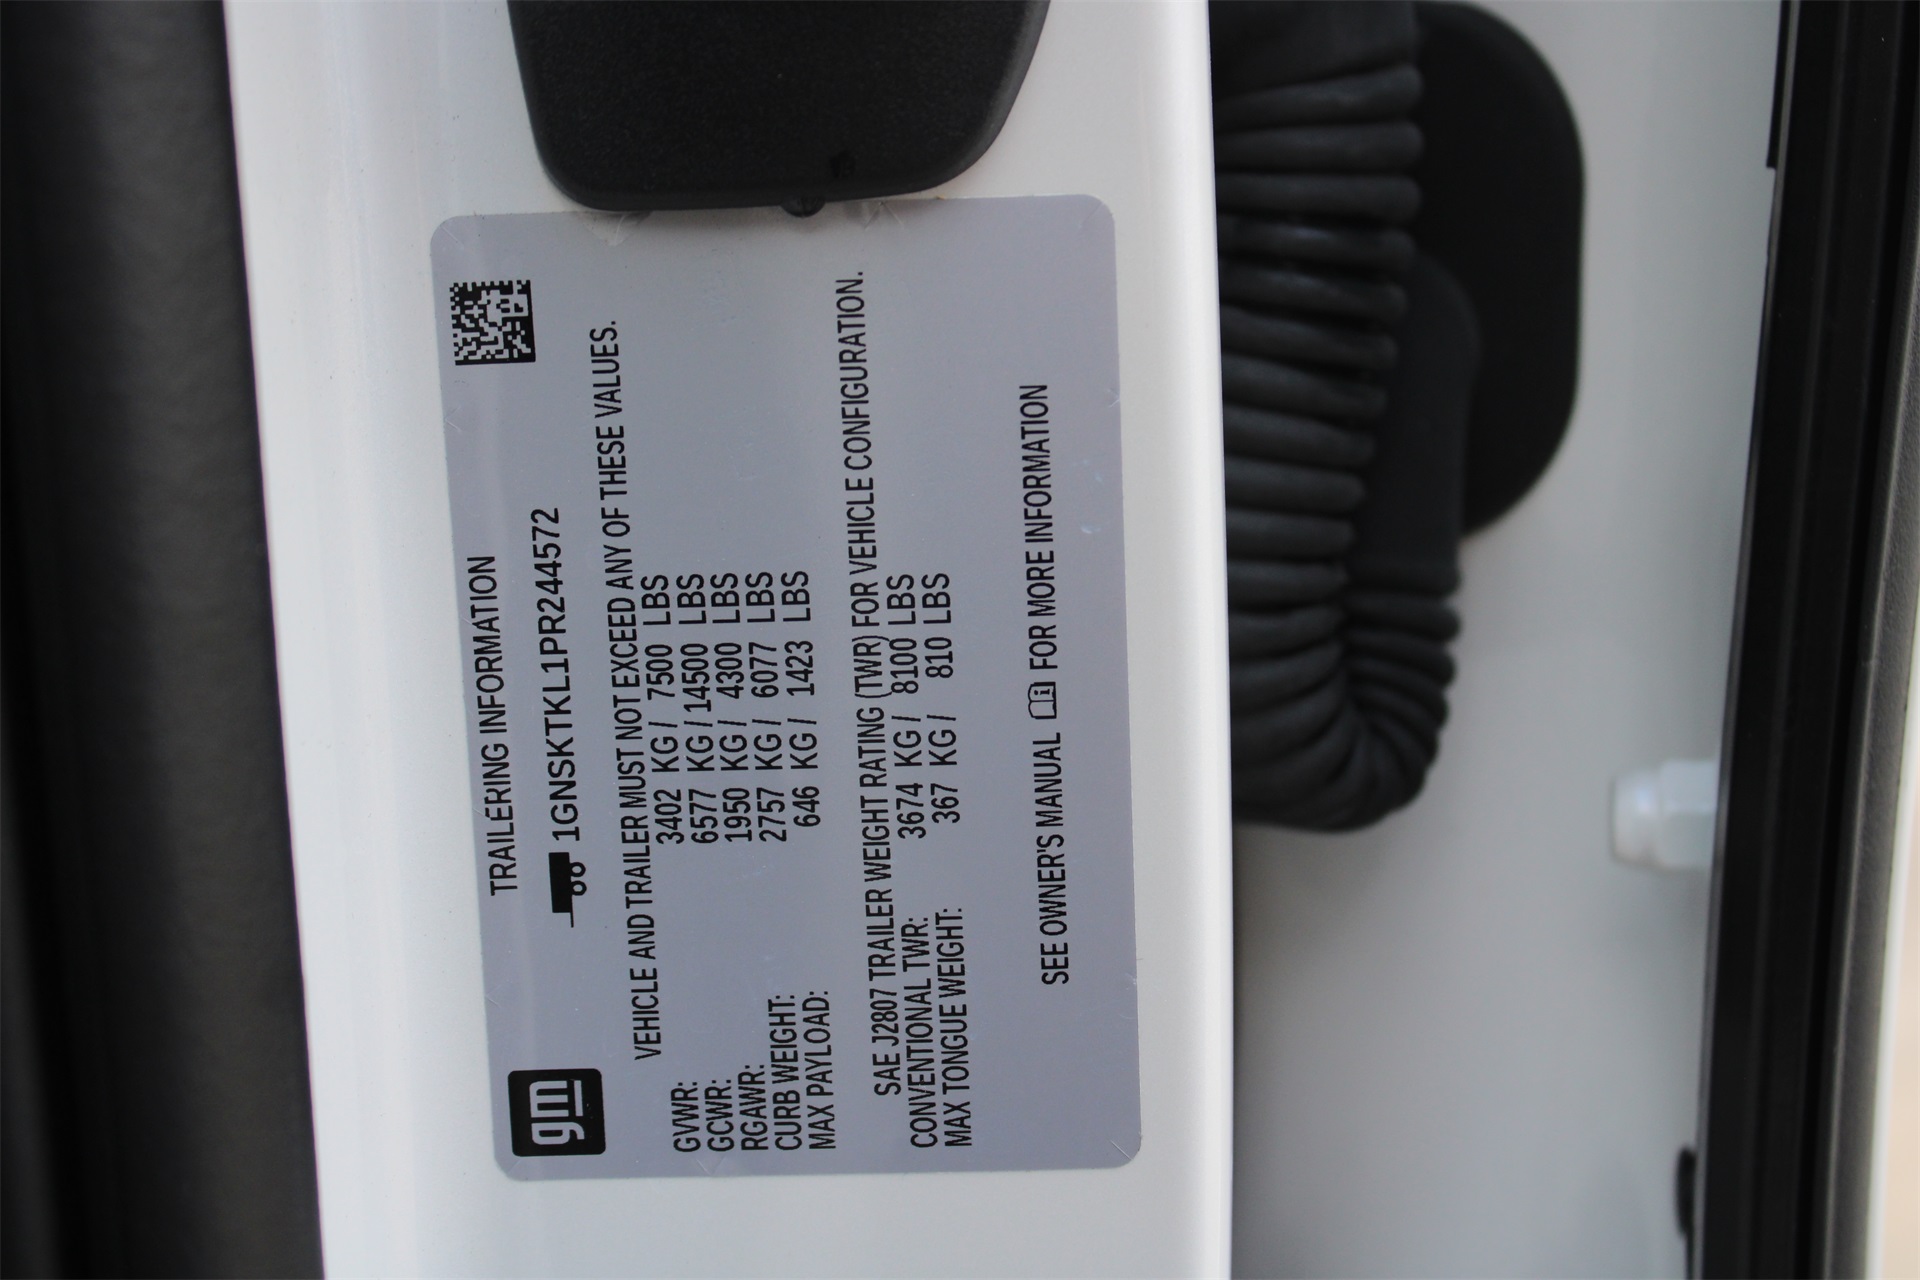 gm
TRAILERING INFORMATION
1GNSKTKL1PR244572
VEHICLE AND TRAILER MUST NOT EXCEED ANY OF THESE VALUES.
GVWR: 3402 KG / 7500 LBS
GCWR: 6577 KG / 14500 LBS
RGAWR: 1950 KG / 4300 LBS
CURB WEIGHT: 2757 KG / 6077 LBS
MAX PAYLOAD: 646 KG / 1423 LBS
SAE J2807 TRAILER WEIGHT RATING (TWR) FOR VEHICLE CONFIGURATION.
CONVENTIONAL TWR: 3674 KG / 8100 LBS
MAX TONGUE WEIGHT: 367 KG / 810 LBS
SEE OWNER'S MANUAL FOR MORE INFORMATION